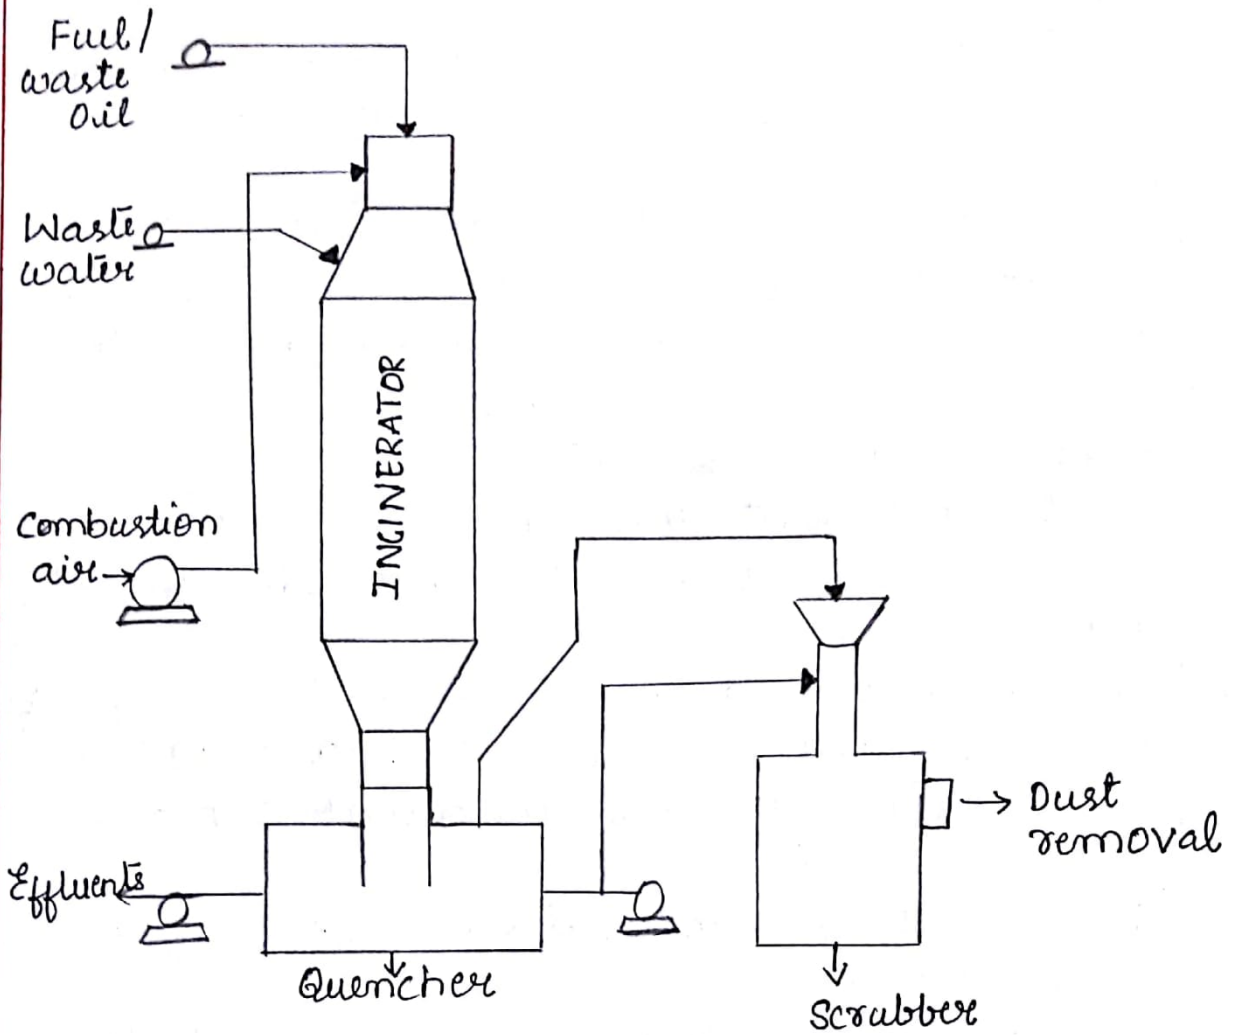 Fuel/
waste
Oil
Waste
water
INCINERATOR
Combustion
air
Dust
removal
Effluents
Quencher
Scrubber